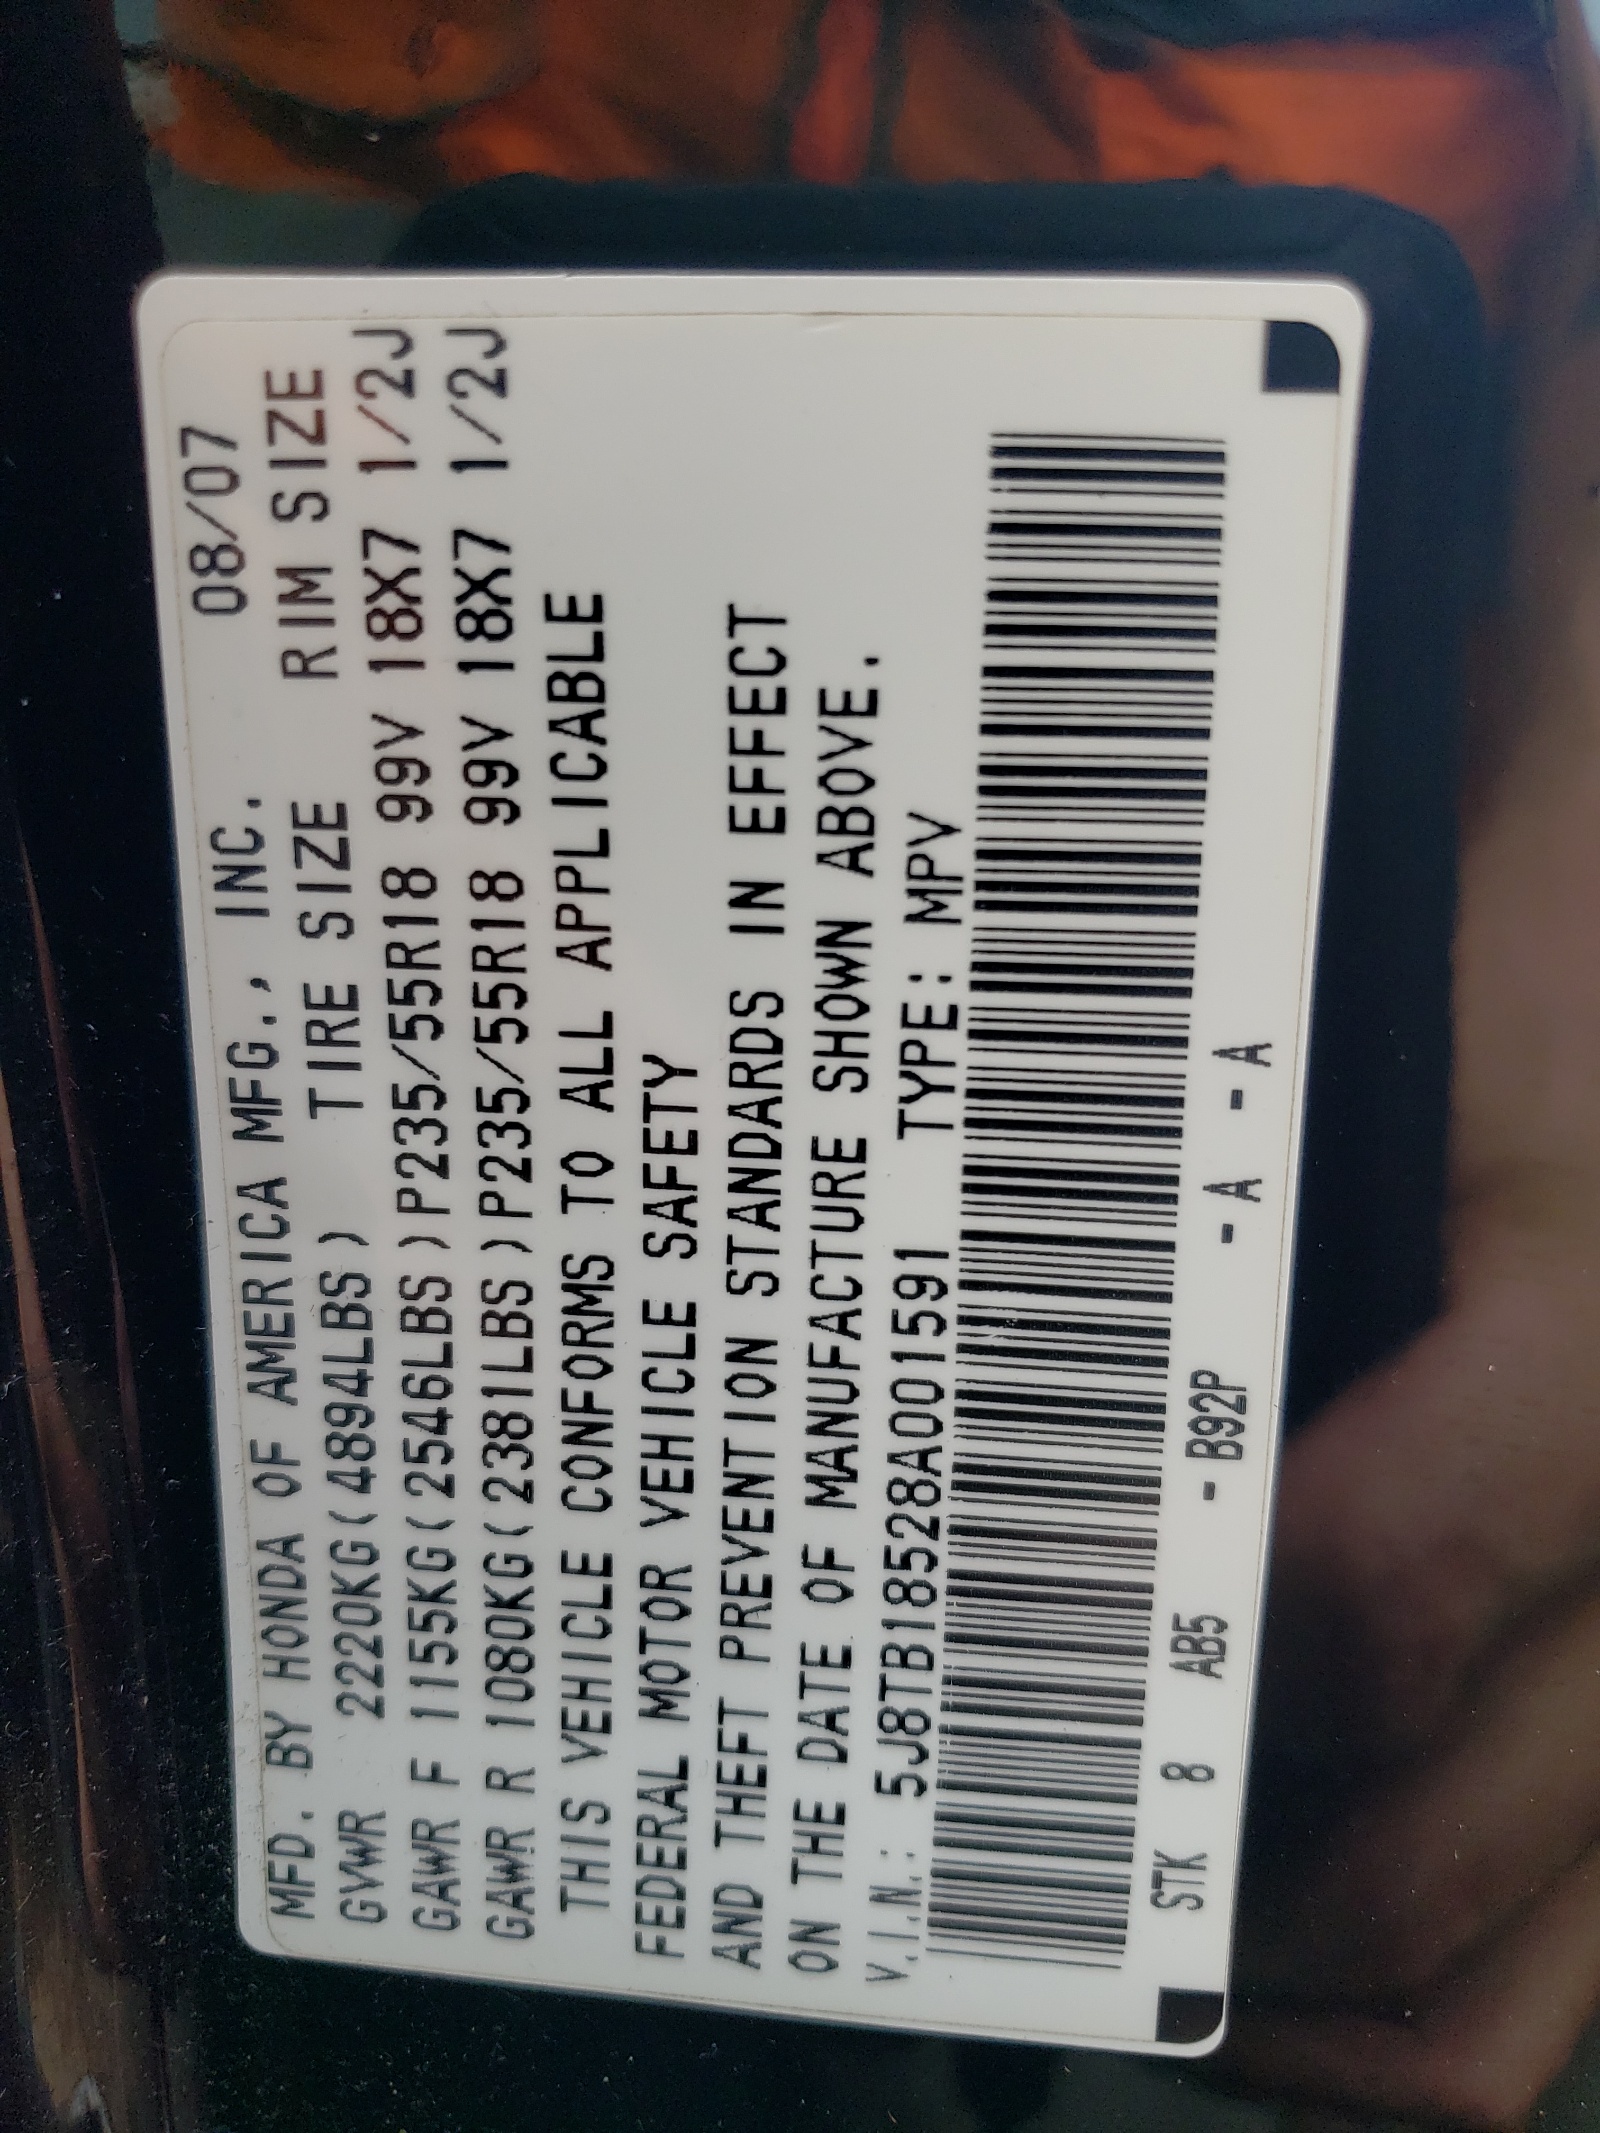 MFD. BY HONDA OF AMERICA MFG., INC. 08/07
GVWR 2220KG(4894LBS) TIRE SIZE RIM SIZE
GAWR F 1155KG(2546LBS)P235/55R18 99V 18X7 1/2J
GAWR R 1080KG(2381LBS)P235/55R18 99V 18X7 1/2J
THIS VEHICLE CONFORMS TO ALL APPLICABLE
FEDERAL MOTOR VEHICLE SAFETY
AND THEFT PREVENTION STANDARDS IN EFFECT
ON THE DATE OF MANUFACTURE SHOWN ABOVE.
V.I.N.: 5J8TB18528A001591 TYPE: MPV
STK 8 AB5 - B92P - A - A